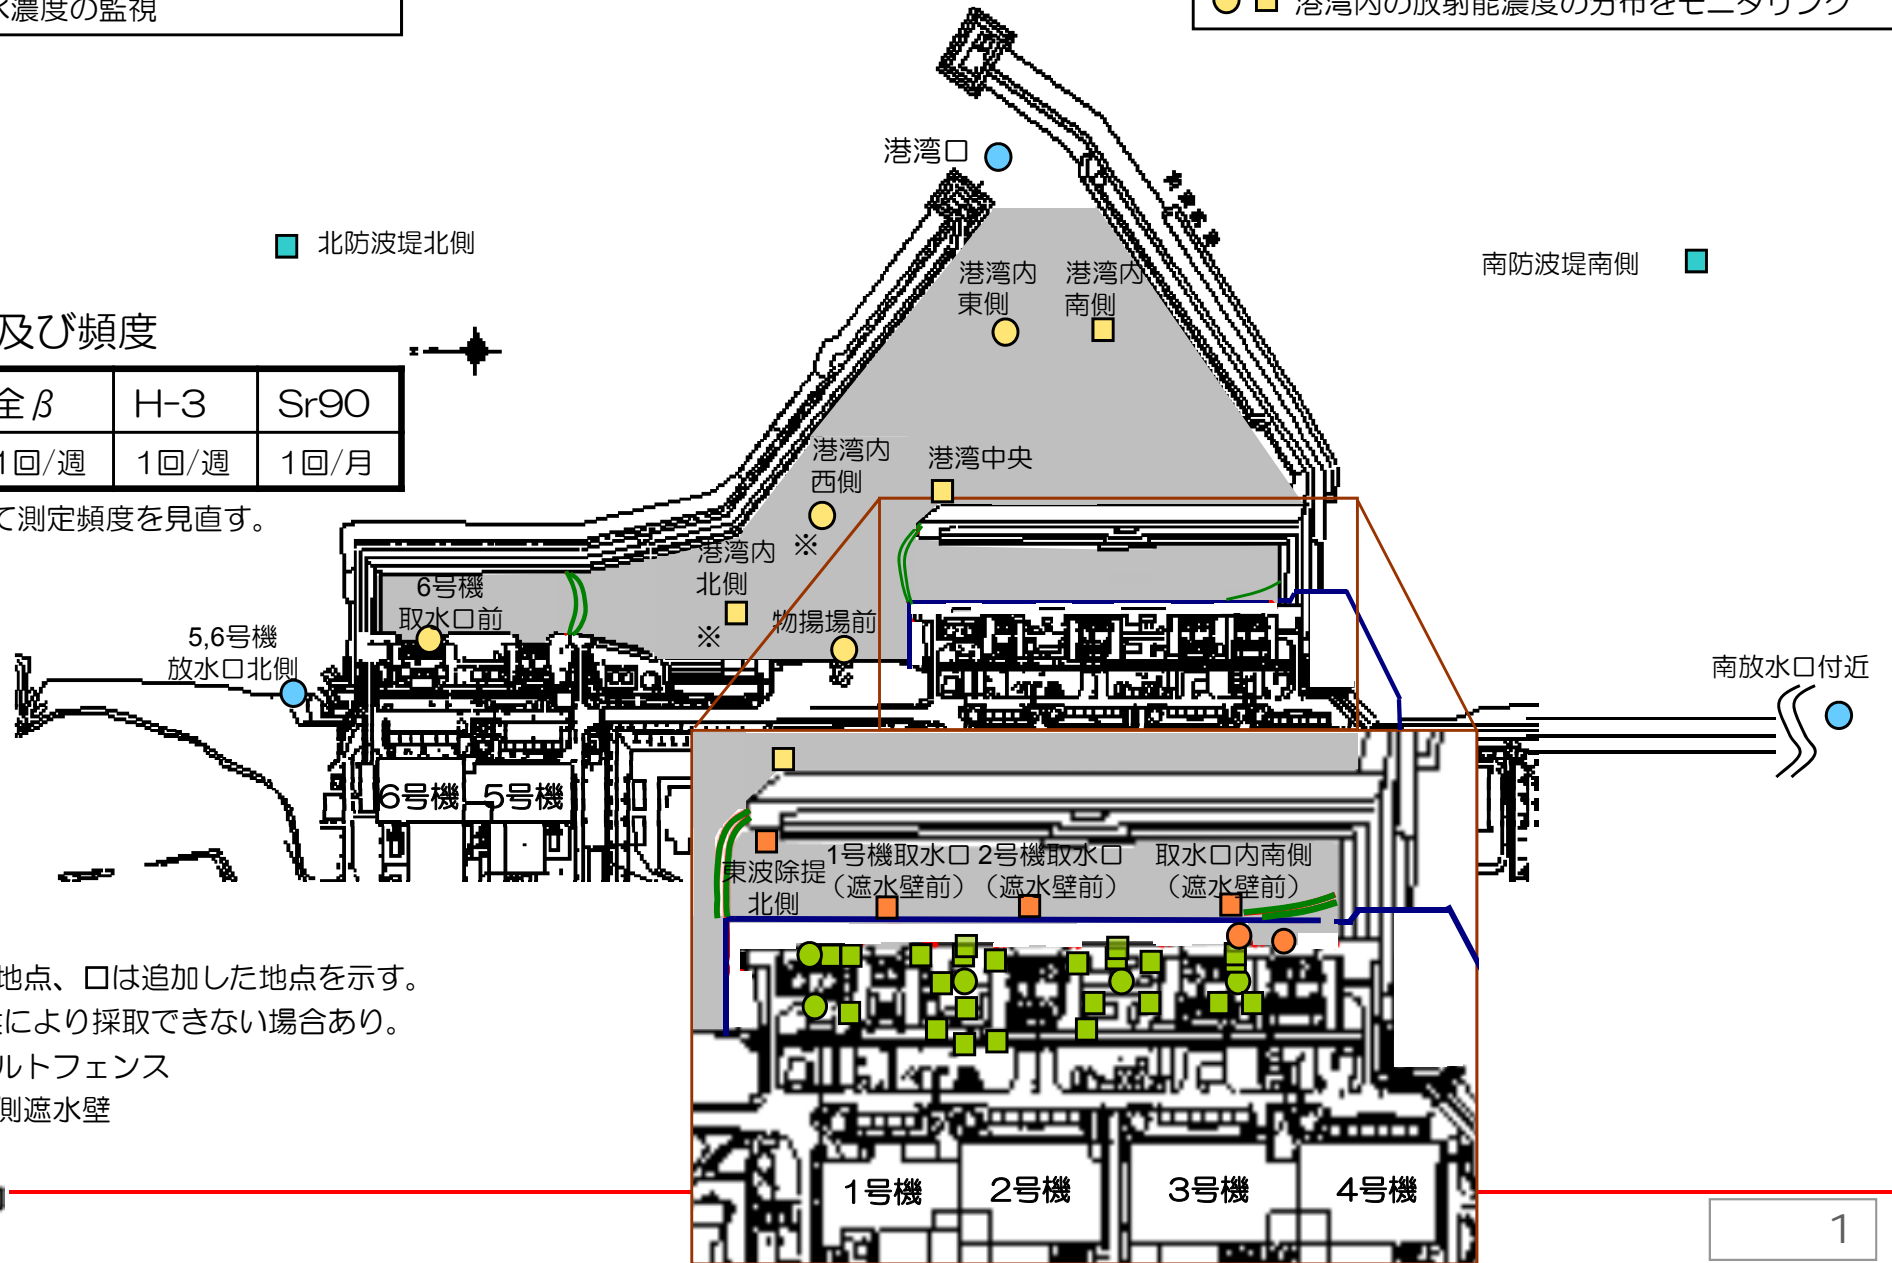 水濃度の監視
港湾内の放射能濃度の分布をモニタリング
港湾口
北防波堤北側
南防波堤南側
港湾内
東側
港湾内
南側
及び頻度
全β
H-3
Sr90
1回/週
1回/週
1回/月
て測定頻度を見直す。
港湾内
西側
※
港湾中央
港湾内
北側
※
物揚場前
6号機
取水口前
5,6号機
放水口北側
南放水口付近
6号機
5号機
東波除提
北側
1号機取水口
（遮水壁前）
2号機取水口
（遮水壁前）
取水口内南側
（遮水壁前）
地点、口は追加した地点を示す。
により採取できない場合あり。
ルトフェンス
側遮水壁
1号機
2号機
3号機
4号機
1